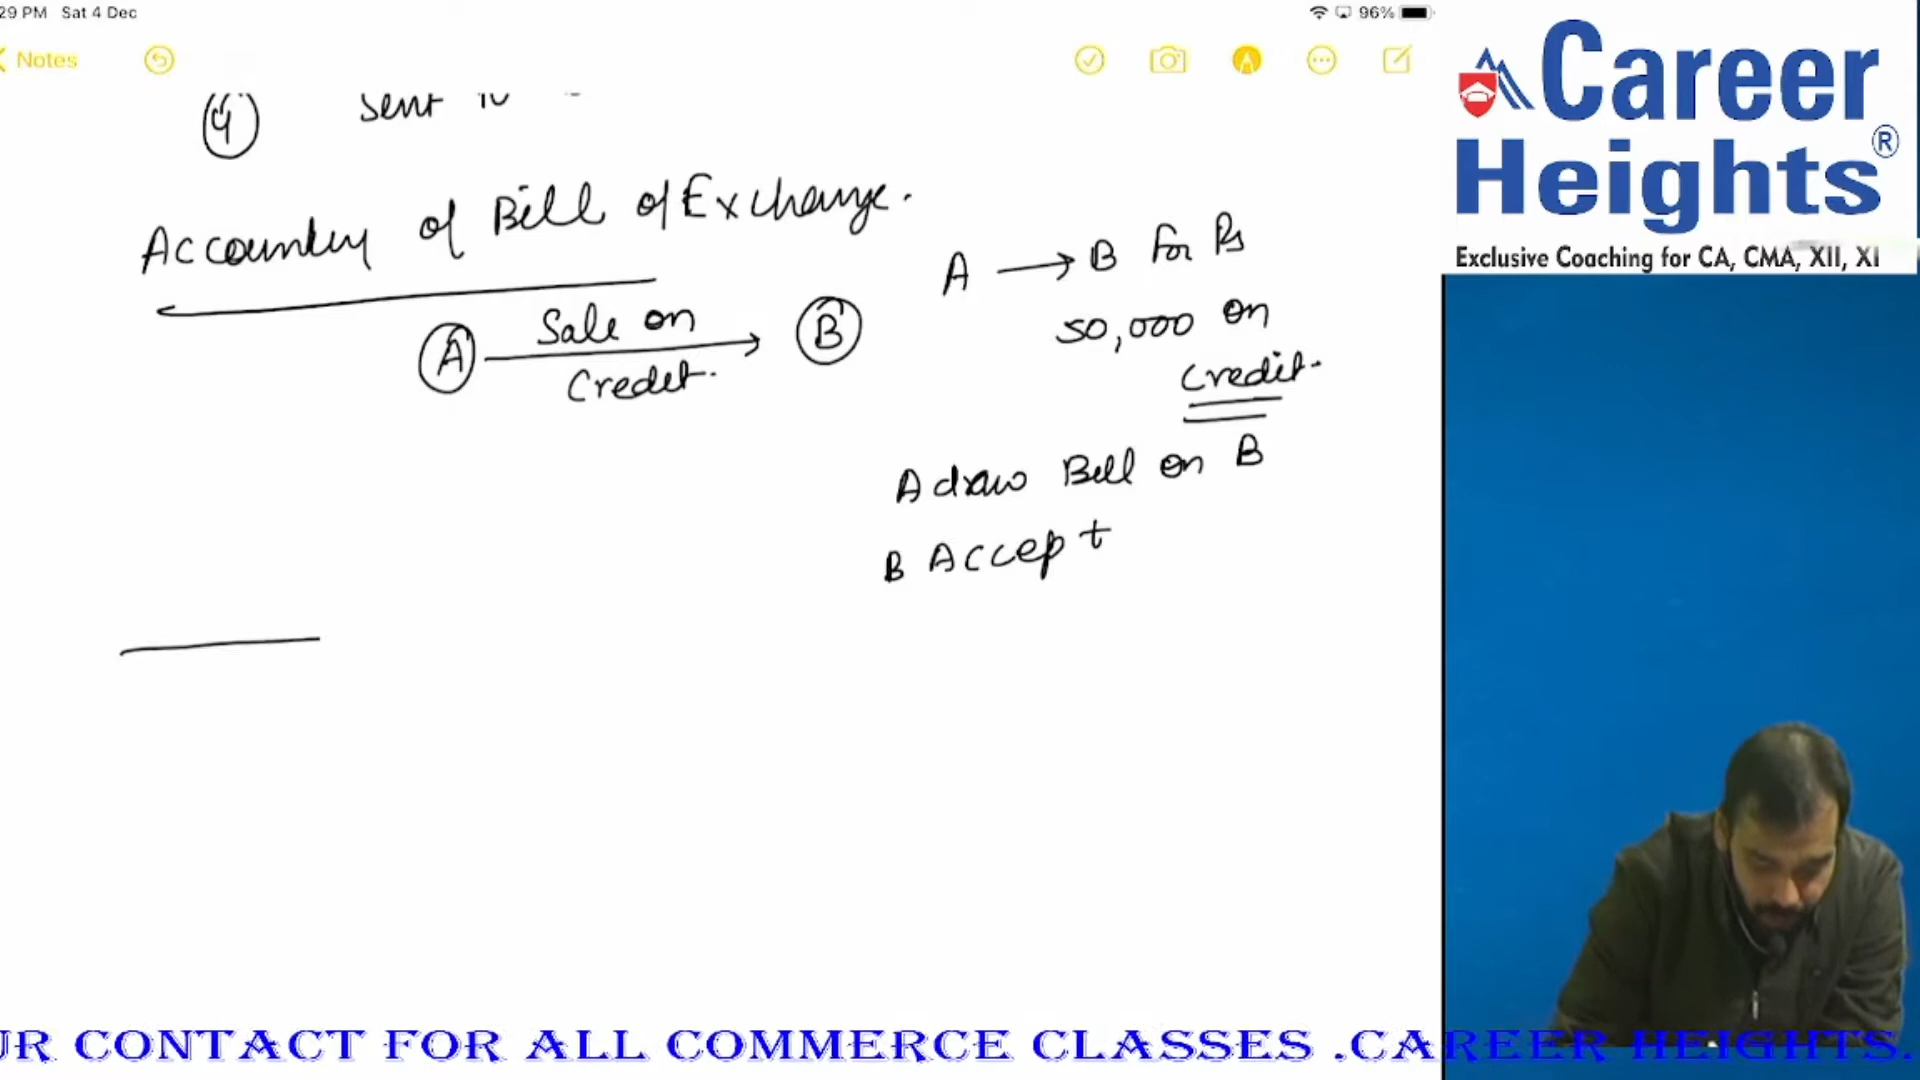 29 PM Sat 4 Dec
96%
Notes
Career
Heights®
Exclusive Coaching for CA, CMA, XII, XI
4 Sent to
Accounting of Bill of Exchange.
A Sale on B
Credit.
A → B for Rs
50,000 on
Credit.
A draw Bill on B
B Accept
UR CONTACT FOR ALL COMMERCE CLASSES .CAREER HEIGHTS.